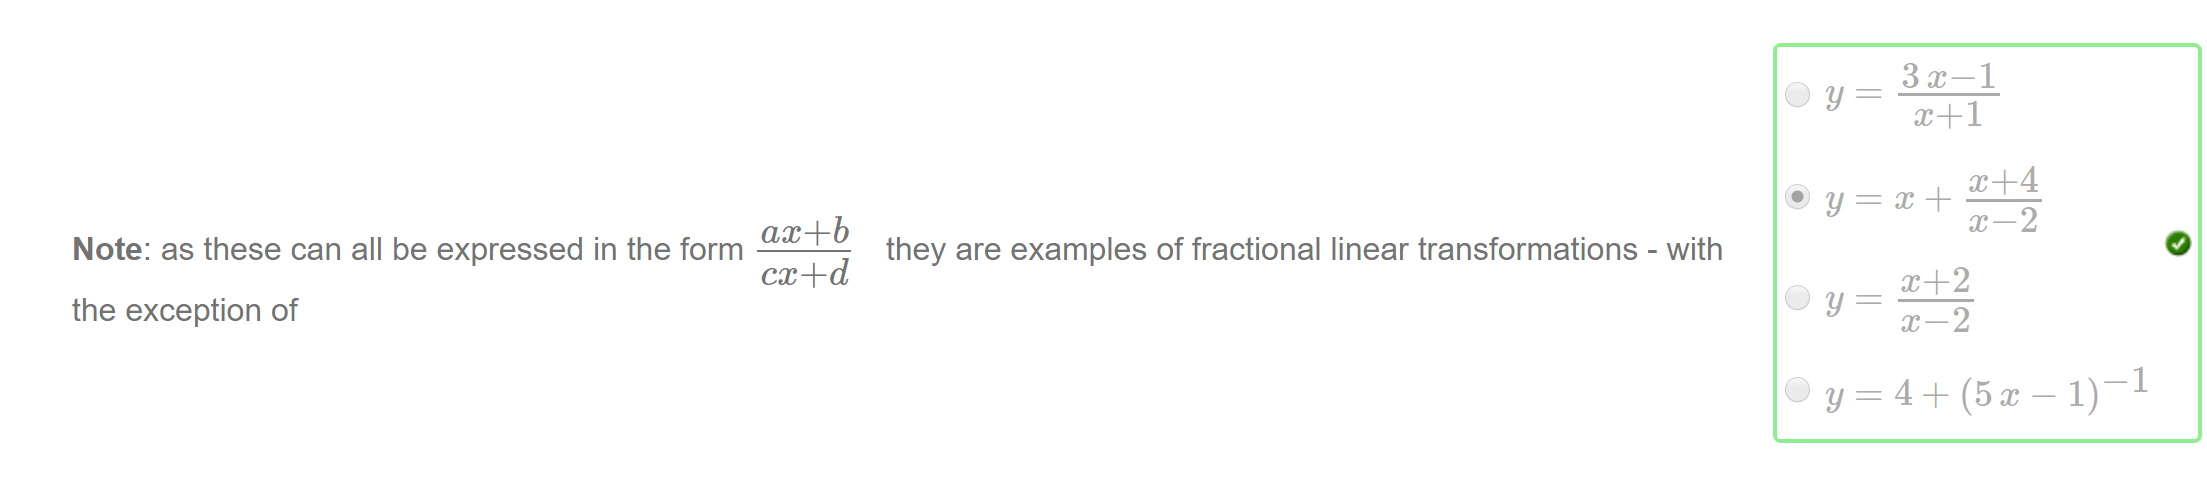 Note: as these can all be expressed in the form \frac{ax+b}{cx+d} they are examples of fractional linear transformations - with
the exception of
y = \frac{3x-1}{x+1}
y = x + \frac{x+4}{x-2}
y = \frac{x+2}{x-2}
y = 4 + (5x - 1)^{-1}